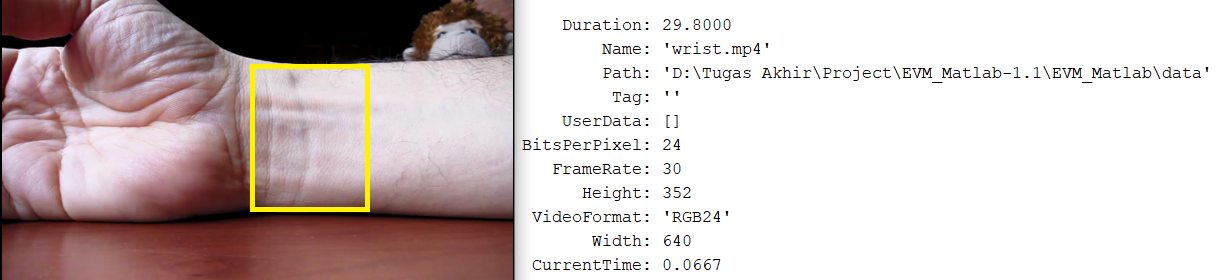 Duration: 29.8000
Name: 'wrist.mp4'
Path: 'D:\Tugas Akhir\Project\EVM_Matlab-1.1\EVM_Matlab\data'
Tag: ''
UserData: []
BitsPerPixel: 24
FrameRate: 30
Height: 352
VideoFormat: 'RGB24'
Width: 640
CurrentTime: 0.0667